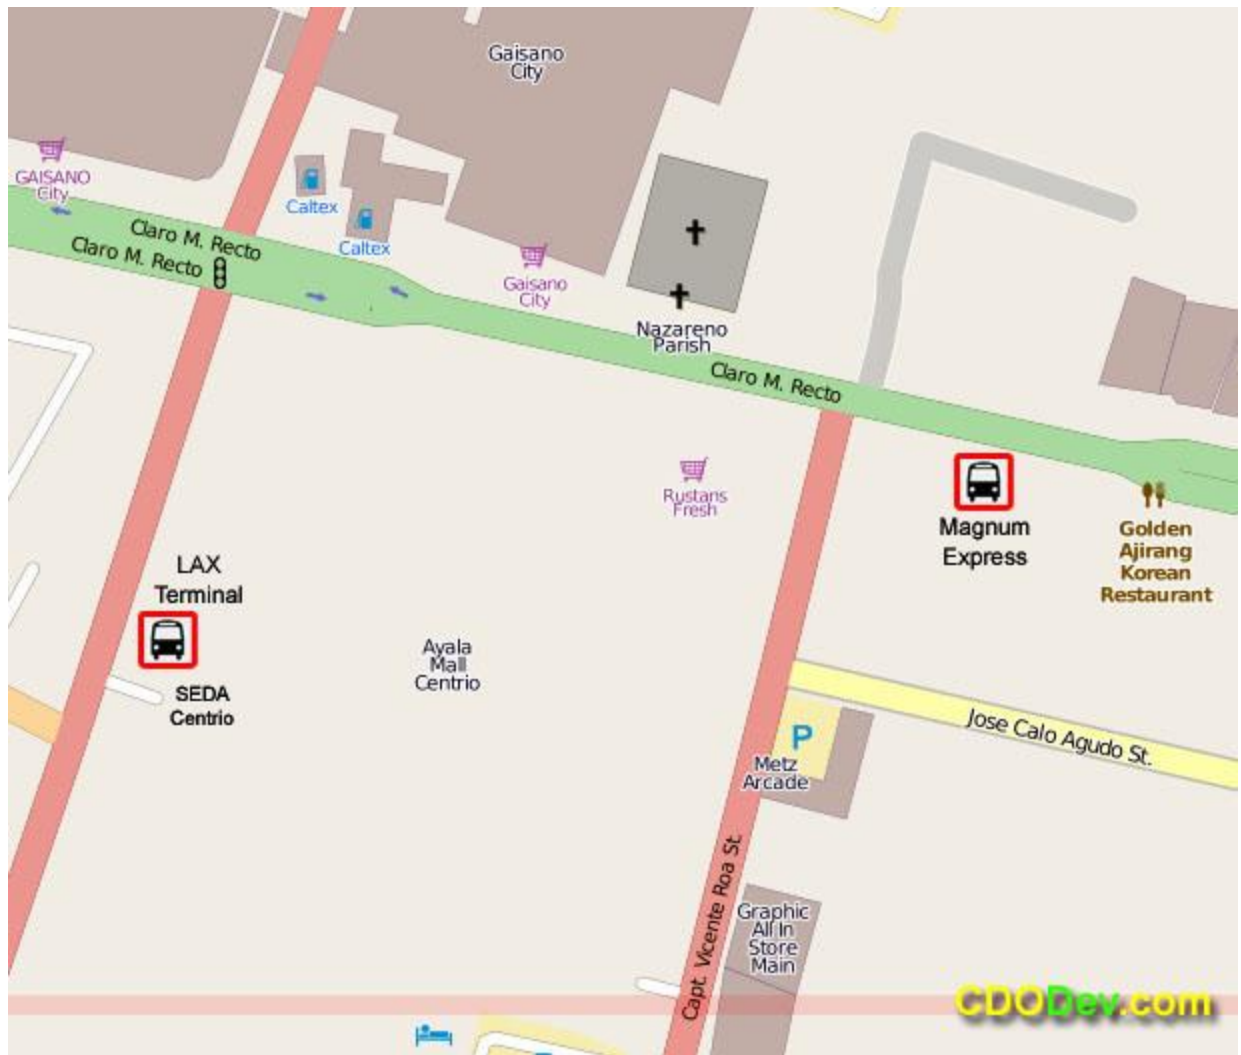 Gaisano
City
GAISANO
City
Caltex
Caltex
Claro M. Recto
Claro M. Recto
Gaisano
City
Nazareno
Parish
Claro M. Recto
Rustans
Fresh
Magnum
Express
Golden
Ajirang
Korean
Restaurant
LAX
Terminal
SEDA
Centrio
Ayala
Mall
Centrio
Jose Calo Agudo St.
P
Metz
Arcade
Capt. Vicente Roa St.
Graphic
All In
Store
Main
CDODev.com